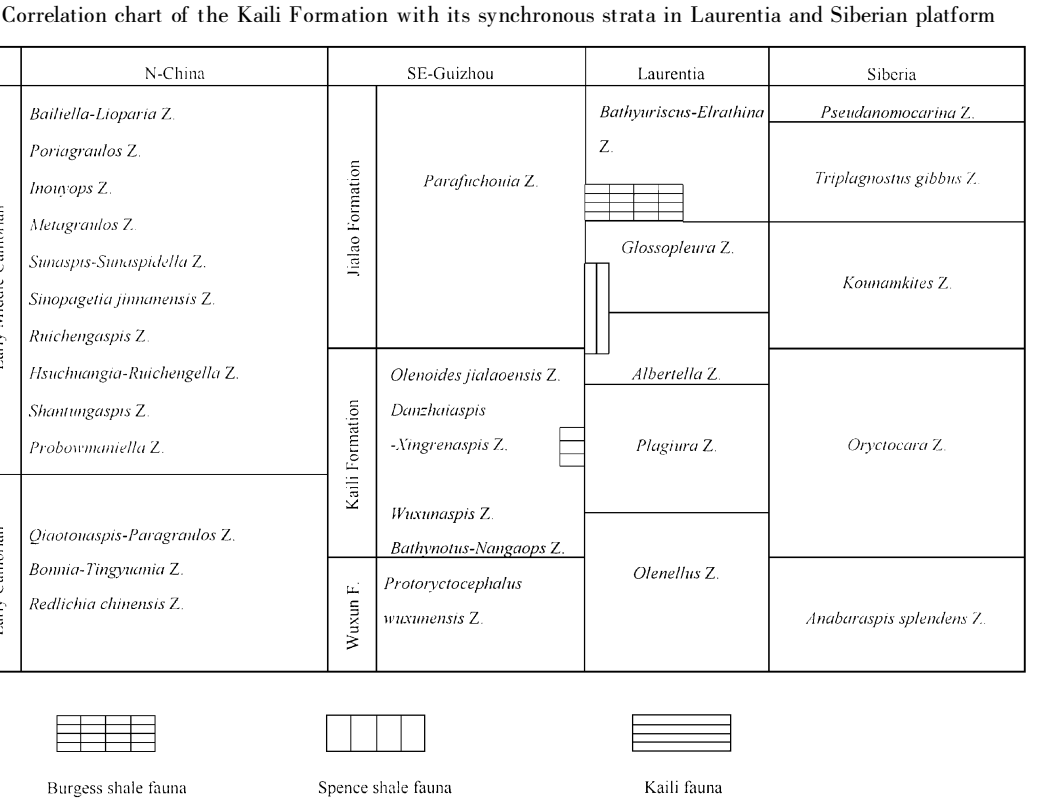 Correlation chart of the Kaili Formation with its synchronous strata in Laurentia and Siberian platform
N-China
SE-Guizhou
Laurentia
Siberia
Bailiella-Lioparia Z.
Poriagraulos Z.
Inouyops Z.
Metagraulos Z.
Sunaspis-Sunaspidella Z.
Sinopagetia jinnanensis Z.
Ruichengaspis Z.
Hsuchuangia-Ruichengella Z.
Shantungaspis Z.
Probowmaniella Z.
Qiaotouaspis-Paragraulos Z.
Bonnia-Tingyuania Z.
Redlichia chinensis Z.
Jialao Formation
Parafuchouia Z.
Kaili Formation
Olenoides jialaoensis Z.
Danzhaiaspis
-Xingrenaspis Z.
Wuxunaspis Z.
Bathynotus-Nangaops Z.
Wuxun F.
Protoryctocephalus
wuxunensis Z.
Bathyuriscus-Elrathina
Z.
Glossopleura Z.
Albertella Z.
Plagiura Z.
Olenellus Z.
Pseudanomocarina Z.
Triplagnostus gibbus Z.
Kounamkites Z.
Oryctocara Z.
Anabaraspis splendens Z.
Burgess shale fauna
Spence shale fauna
Kaili fauna